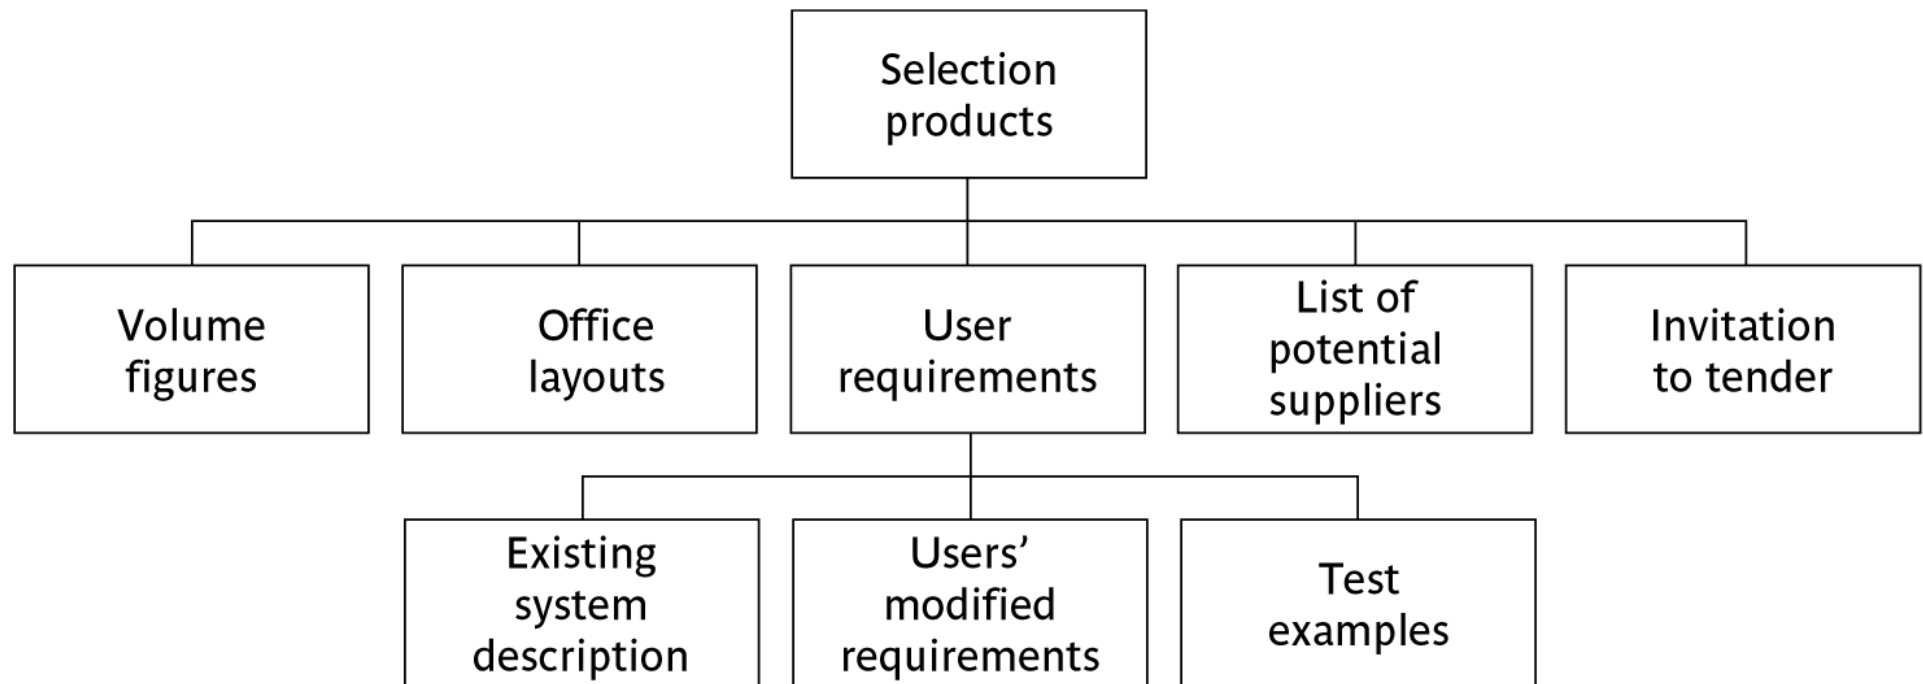 Selection
products
Volume
figures
Office
layouts
User
requirements
List of
potential
suppliers
Invitation
to tender
Existing
system
description
Users’
modified
requirements
Test
examples